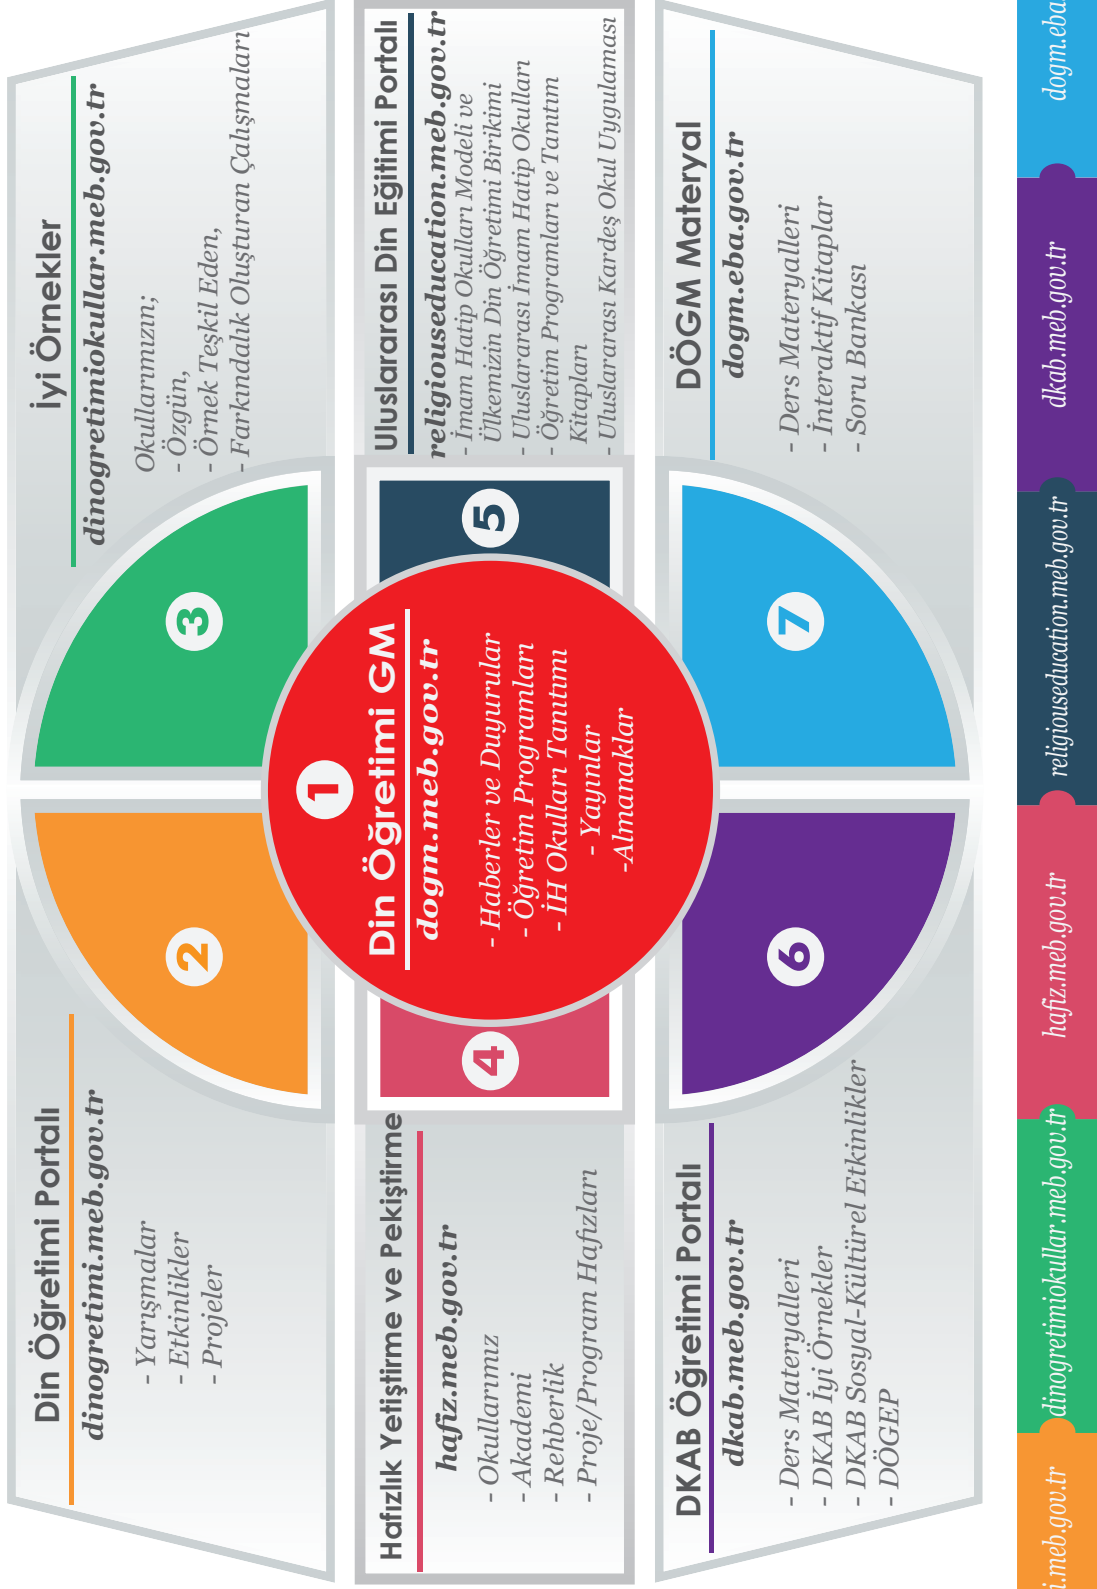 Din Öğretimi Portalı
dinogretimi.meb.gov.tr
- Yarışmalar
- Etkinlikler
- Projeler
2
İyi Örnekler
dinogretimiokullar.meb.gov.tr
Okullarımızın;
- Özgün,
- Örnek Teşkil Eden,
- Farkındalık Oluşturan Çalışmaları
3
1
Din Öğretimi GM
dogm.meb.gov.tr
- Haberler ve Duyurular
- Öğretim Programları
- İH Okulları Tanıtımı
- Yayınlar
-Almanaklar
Hafızlık Yetiştirme ve Pekiştirme
hafiz.meb.gov.tr
- Okullarımız
- Akademi
- Rehberlik
- Proje/Program Hafızları
4
5
Uluslararası Din Eğitimi Portalı
religiouseducation.meb.gov.tr
- İmam Hatip Okulları Modeli ve
Ülkemizin Din Öğretimi Birikimi
- Uluslararası İmam Hatip Okulları
- Öğretim Programları ve Tanıtım
Kitapları
- Uluslararası Kardeş Okul Uygulaması
DKAB Öğretimi Portalı
dkab.meb.gov.tr
- Ders Materyalleri
- DKAB İyi Örnekler
- DKAB Sosyal-Kültürel Etkinlikler
- DÖGEP
6
7
DÖGM Materyal
dogm.eba.gov.tr
- Ders Materyalleri
- İnteraktif Kitaplar
- Soru Bankası
i.meb.gov.tr
dinogretimiokullar.meb.gov.tr
hafiz.meb.gov.tr
religiouseducation.meb.gov.tr
dkab.meb.gov.tr
dogm.eba